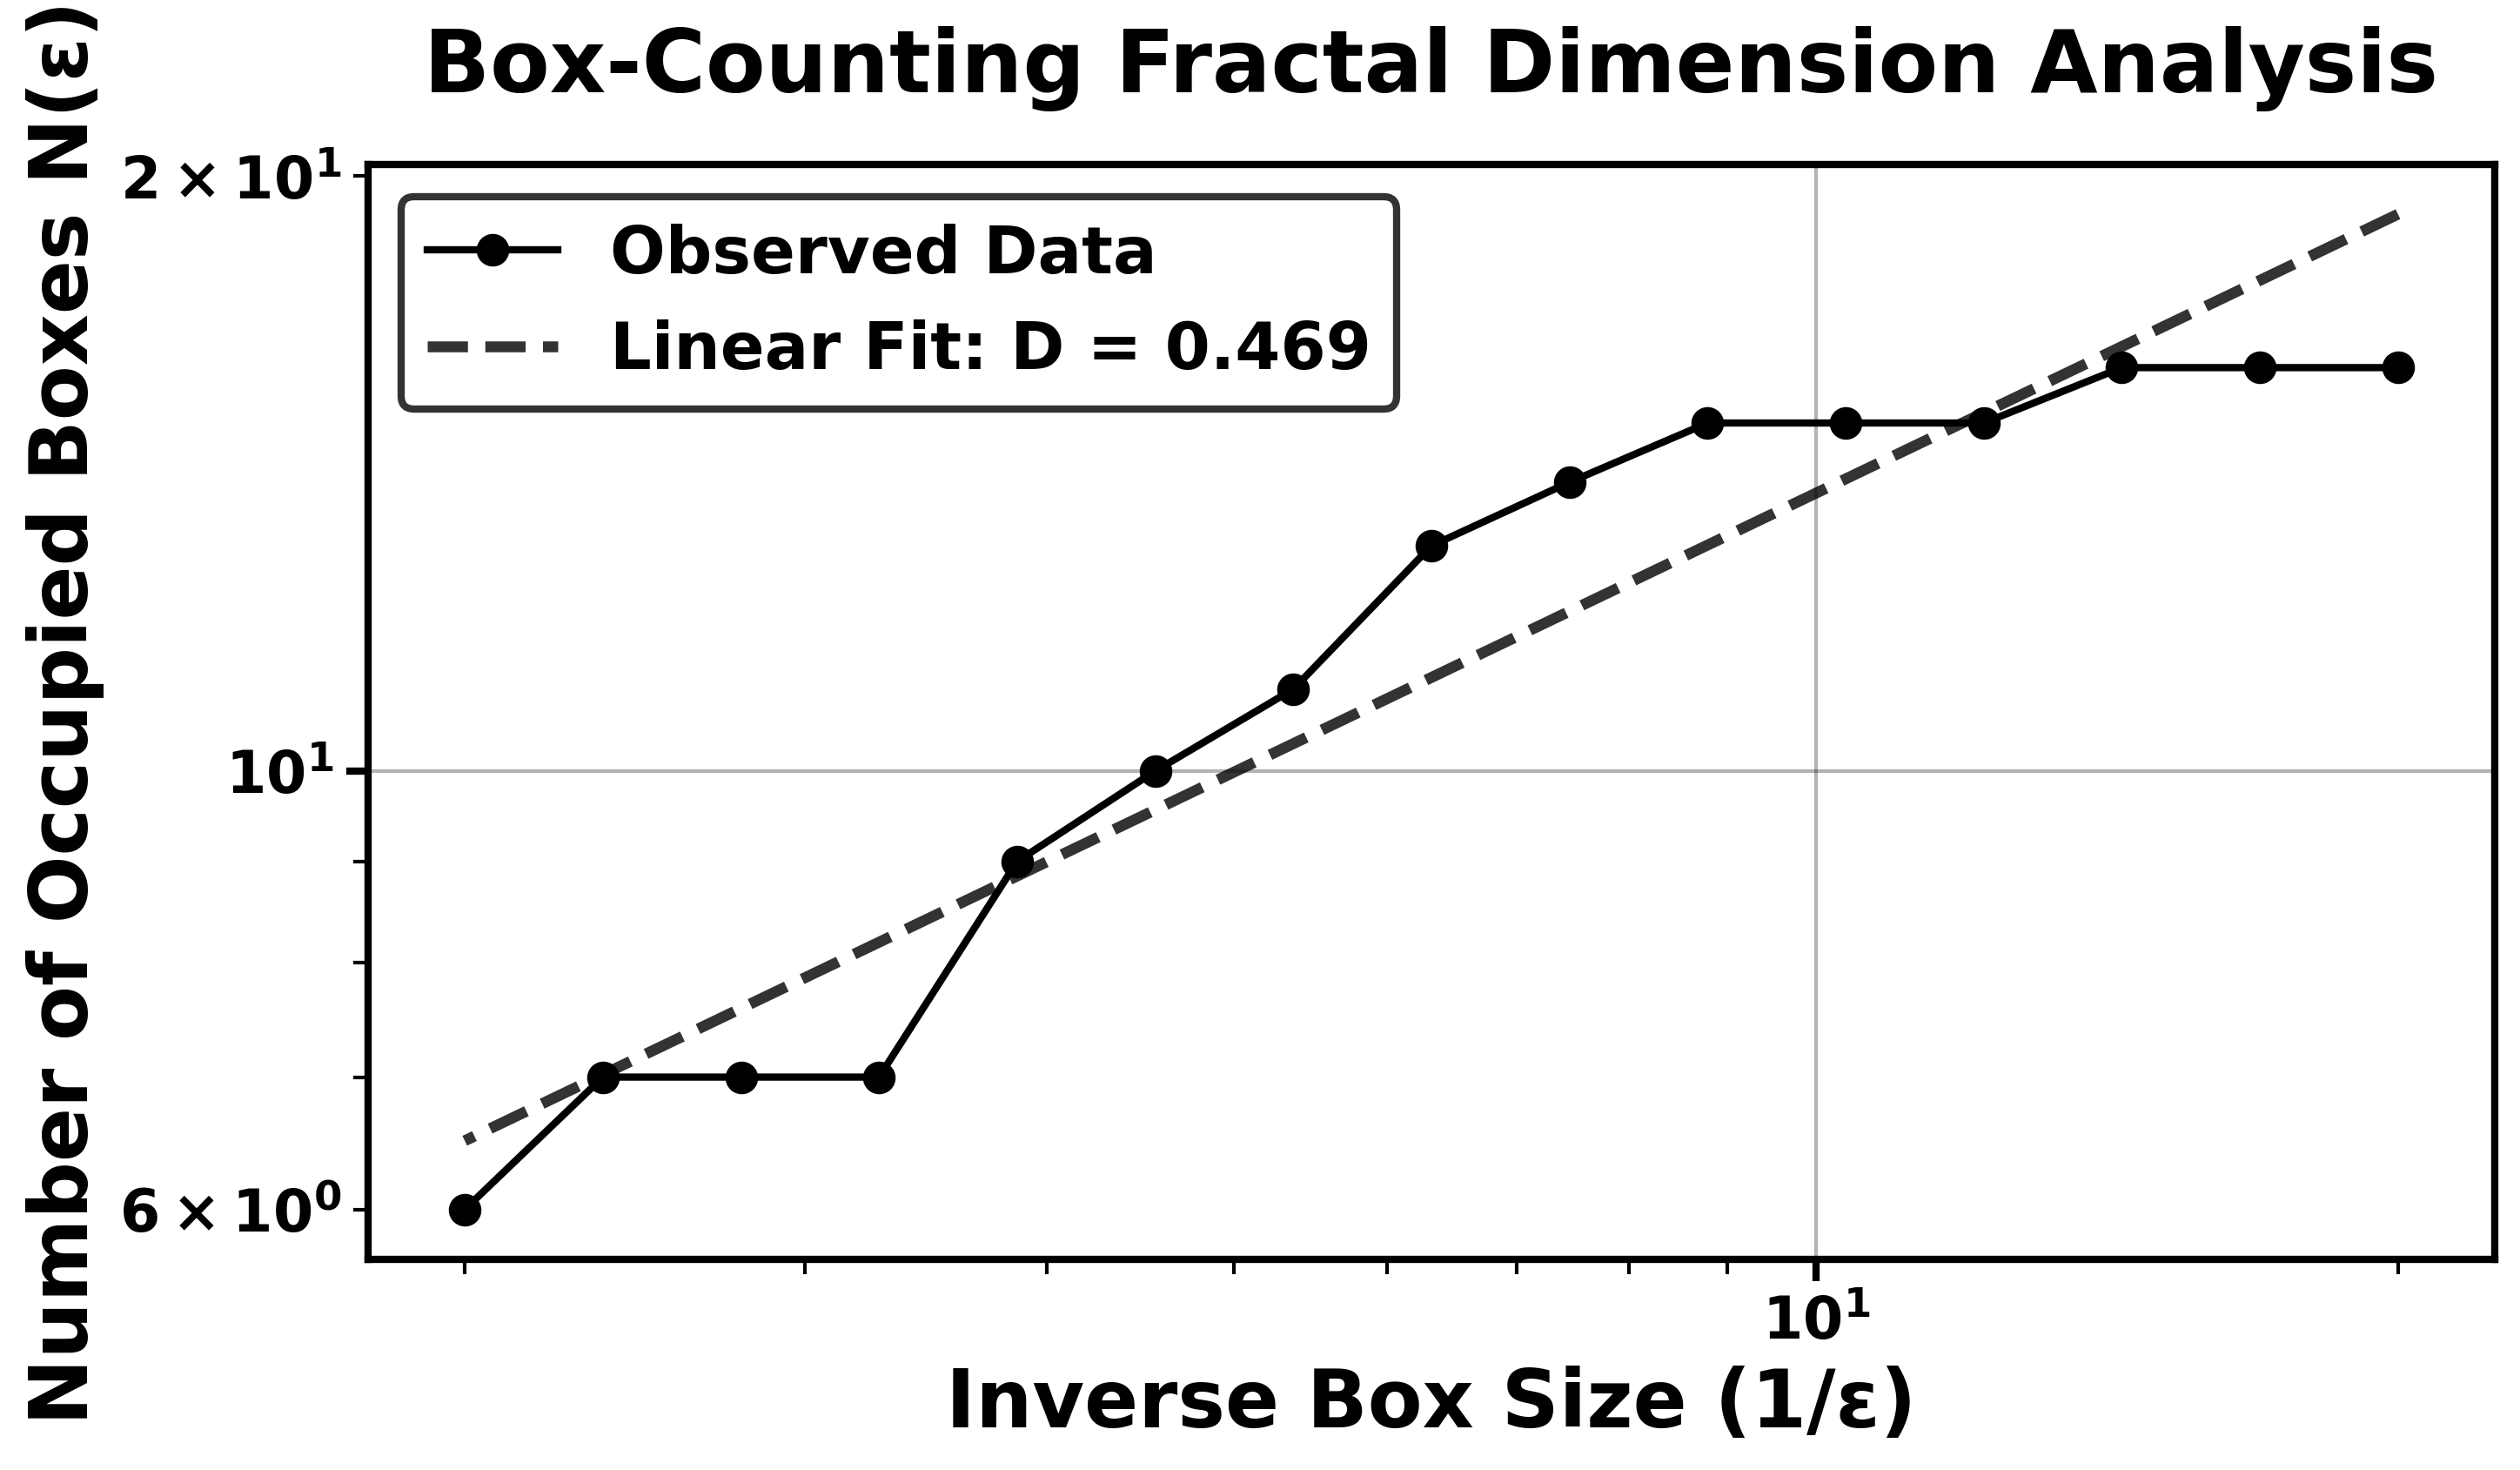 Box-Counting Fractal Dimension Analysis
Number of Occupied Boxes N(ε)
2 × 10¹
10¹
6 × 10⁰
Observed Data
Linear Fit: D = 0.469
10¹
Inverse Box Size (1/ε)